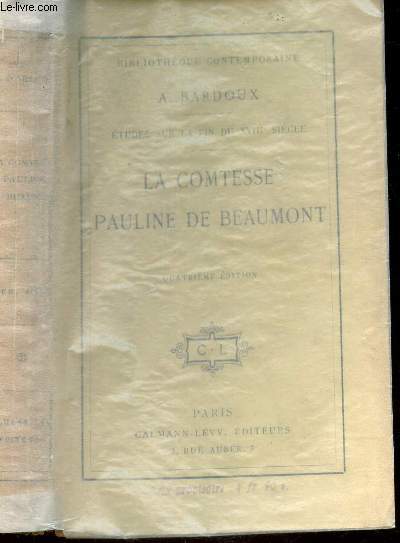 Le-livre.com
BIBLIOTHÈQUE CONTEMPORAINE
A. BARDOUX
ÉTUDES SUR LA FIN DU XVIIIe SIÈCLE
LA COMTESSE
PAULINE DE BEAUMONT
QUATRIÈME ÉDITION
C·L
PARIS
CALMANN-LÉVY, ÉDITEURS
3, RUE AUBER, 3